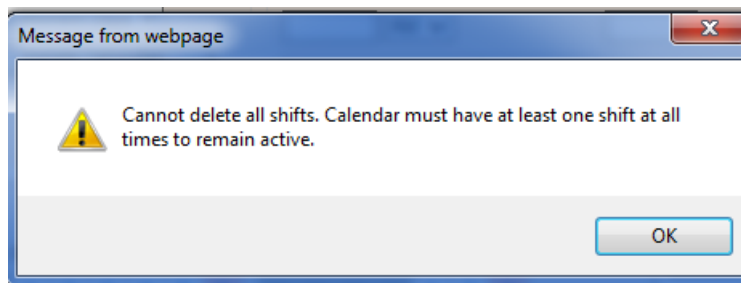 Message from webpage
Cannot delete all shifts. Calendar must have at least one shift at all
times to remain active.
OK